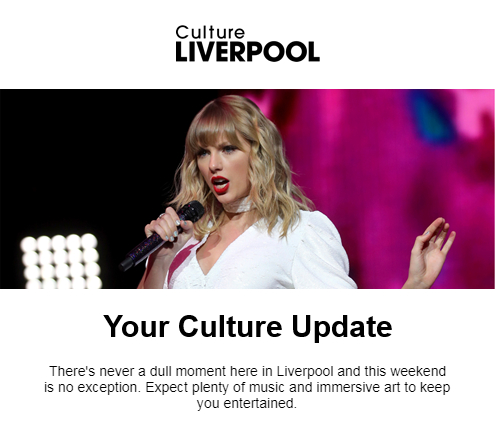 Culture
LIVERPOOL
Your Culture Update
There's never a dull moment here in Liverpool and this weekend
is no exception. Expect plenty of music and immersive art to keep
you entertained.